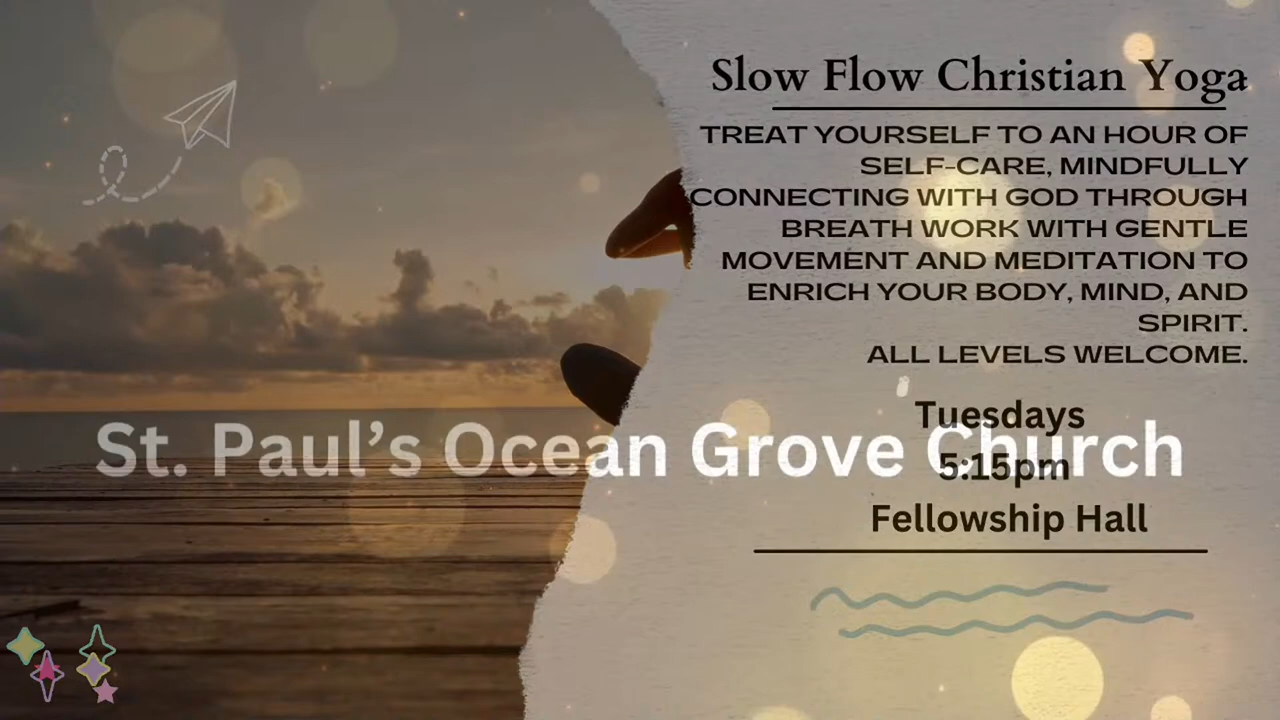 Slow Flow Christian Yoga
TREAT YOURSELF TO AN HOUR OF
SELF-CARE, MINDFULLY
CONNECTING WITH GOD THROUGH
BREATH WORK WITH GENTLE
MOVEMENT AND MEDITATION TO
ENRICH YOUR BODY, MIND, AND
SPIRIT.
ALL LEVELS WELCOME.
Tuesdays
St. Paul’s Ocean Grove Church
5:15pm
Fellowship Hall